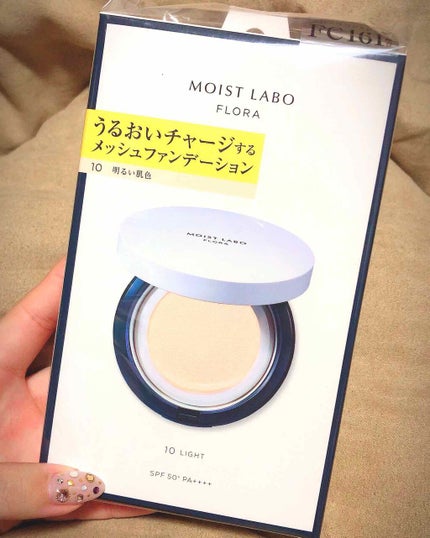 MOIST LABO
FLORA
うるおいチャージする
メッシュファンデーション
10 明るい肌色
MOIST LABO
FLORA
10 LIGHT
SPF 50+ PA++++